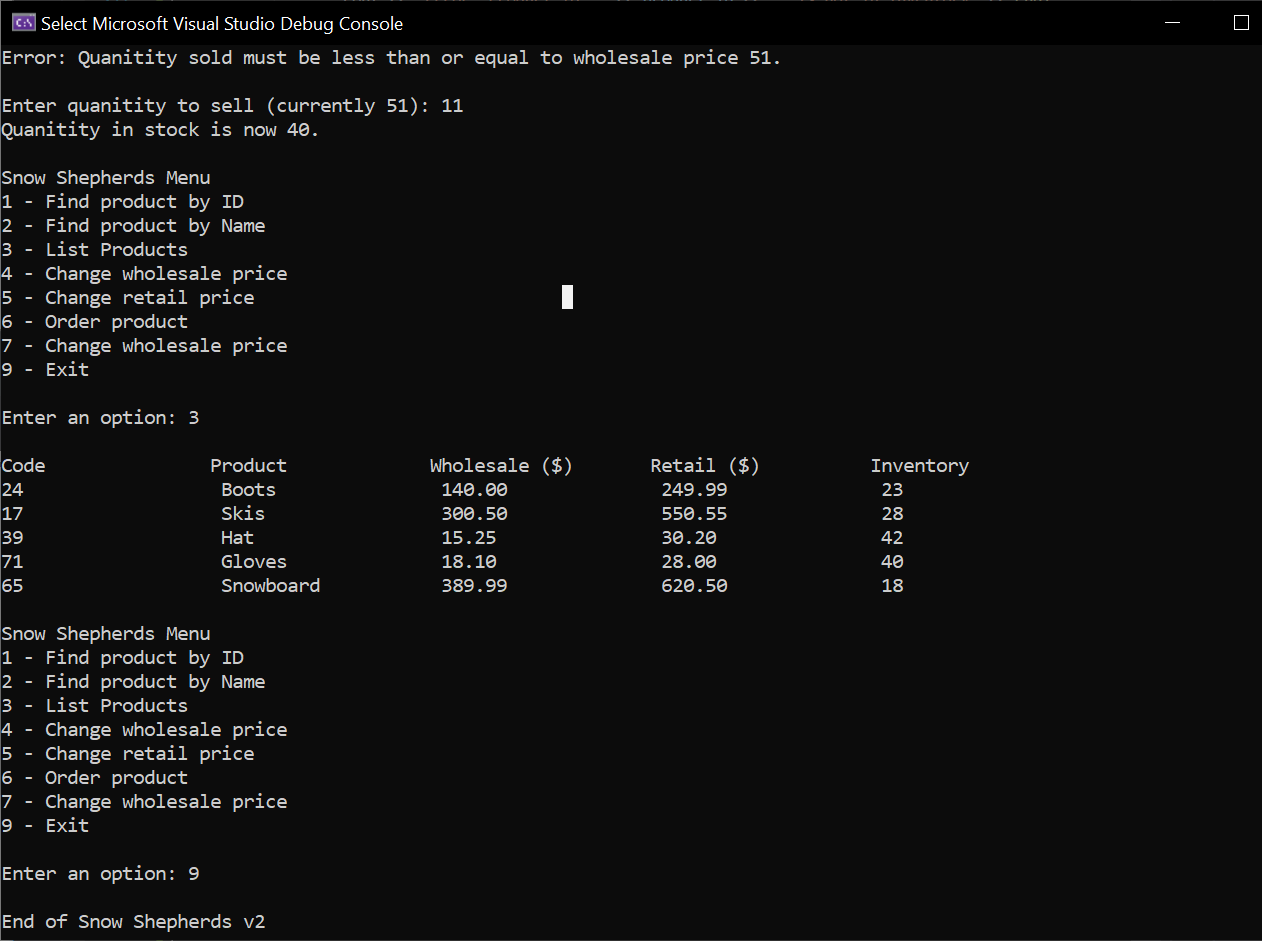 Select Microsoft Visual Studio Debug Console
Error: Quanitity sold must be less than or equal to wholesale price 51.
Enter quanitity to sell (currently 51): 11
Quanitity in stock is now 40.
Snow Shepherds Menu
1 - Find product by ID
2 - Find product by Name
3 - List Products
4 - Change wholesale price
5 - Change retail price
6 - Order product
7 - Change wholesale price
9 - Exit
Enter an option: 3
Code Product Wholesale ($) Retail ($) Inventory
24 Boots 140.00 249.99 23
17 Skis 300.50 550.55 28
39 Hat 15.25 30.20 42
71 Gloves 18.10 28.00 40
65 Snowboard 389.99 620.50 18
Snow Shepherds Menu
1 - Find product by ID
2 - Find product by Name
3 - List Products
4 - Change wholesale price
5 - Change retail price
6 - Order product
7 - Change wholesale price
9 - Exit
Enter an option: 9
End of Snow Shepherds v2